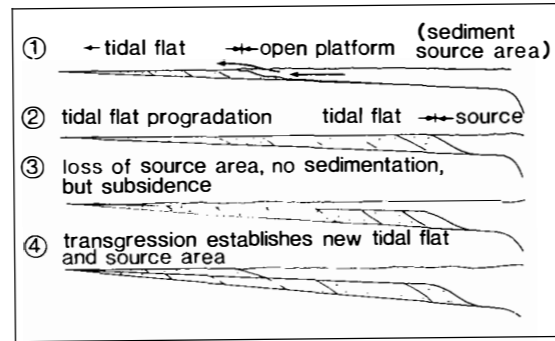 (sediment
① ← tidal flat open platform source area)
② tidal flat progradation tidal flat source
③ loss of source area, no sedimentation,
but subsidence
④ transgression establishes new tidal flat
and source area